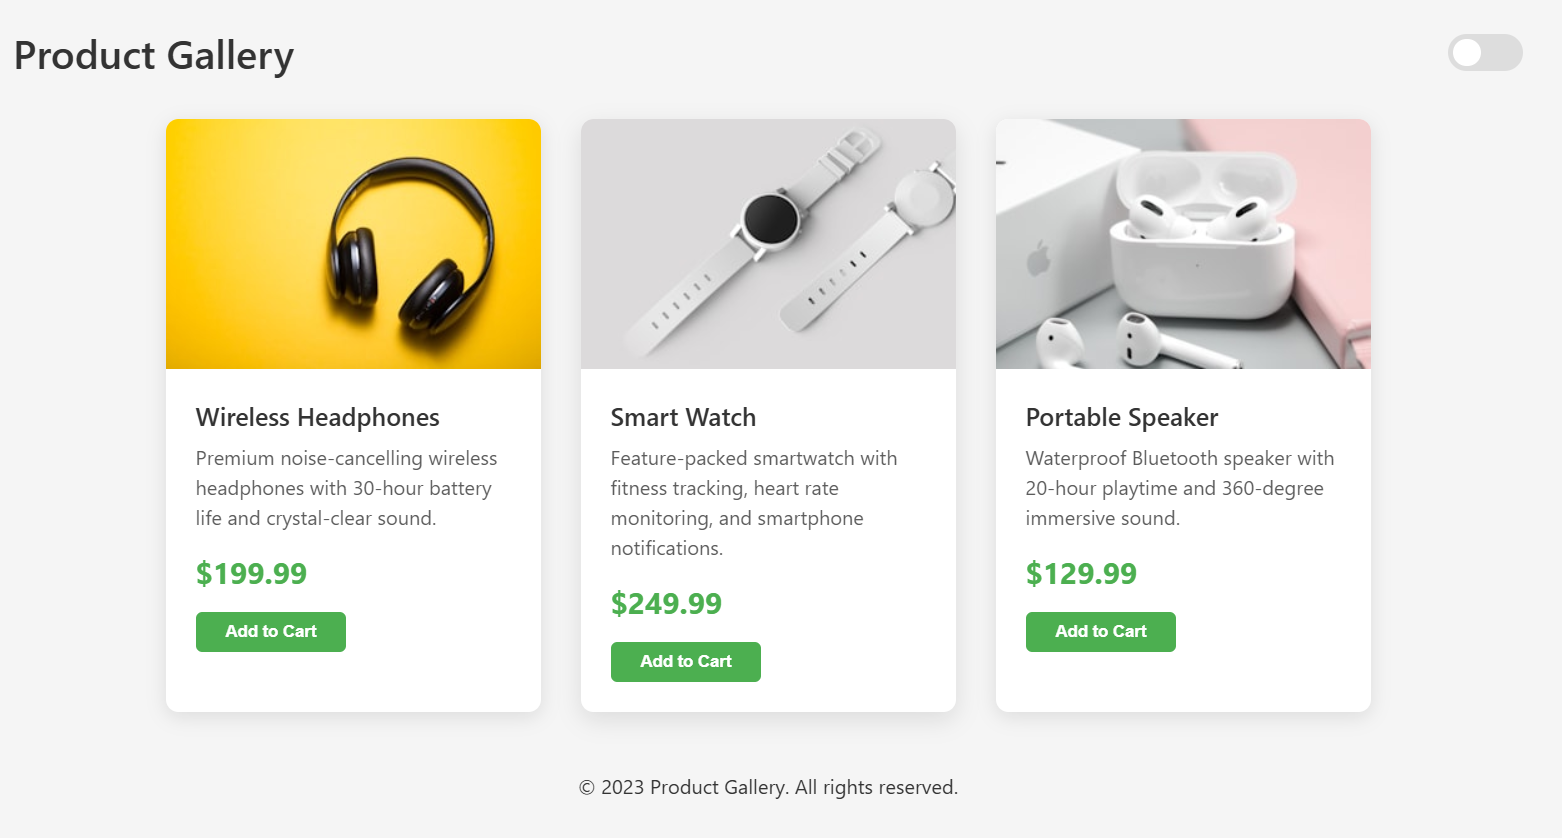 Product Gallery
Wireless Headphones
Premium noise-cancelling wireless
headphones with 30-hour battery
life and crystal-clear sound.
$199.99
Add to Cart
Smart Watch
Feature-packed smartwatch with
fitness tracking, heart rate
monitoring, and smartphone
notifications.
$249.99
Add to Cart
Portable Speaker
Waterproof Bluetooth speaker with
20-hour playtime and 360-degree
immersive sound.
$129.99
Add to Cart
© 2023 Product Gallery. All rights reserved.